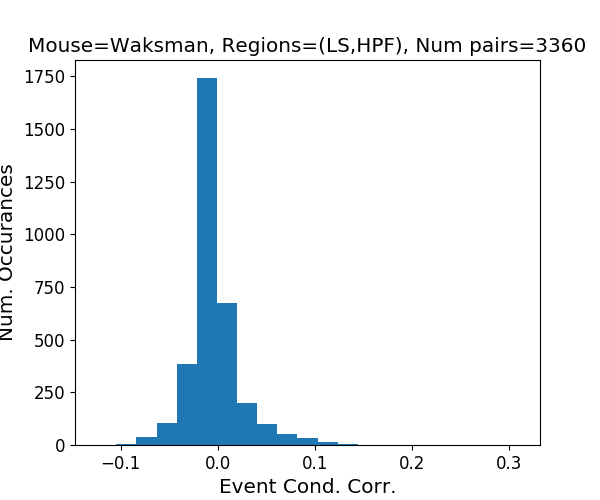 Mouse=Waksman, Regions=(LS,HPF), Num pairs=3360
1750
1500
1250
1000
750
500
250
0
Num. Occurances
−0.1 0.0 0.1 0.2 0.3
Event Cond. Corr.